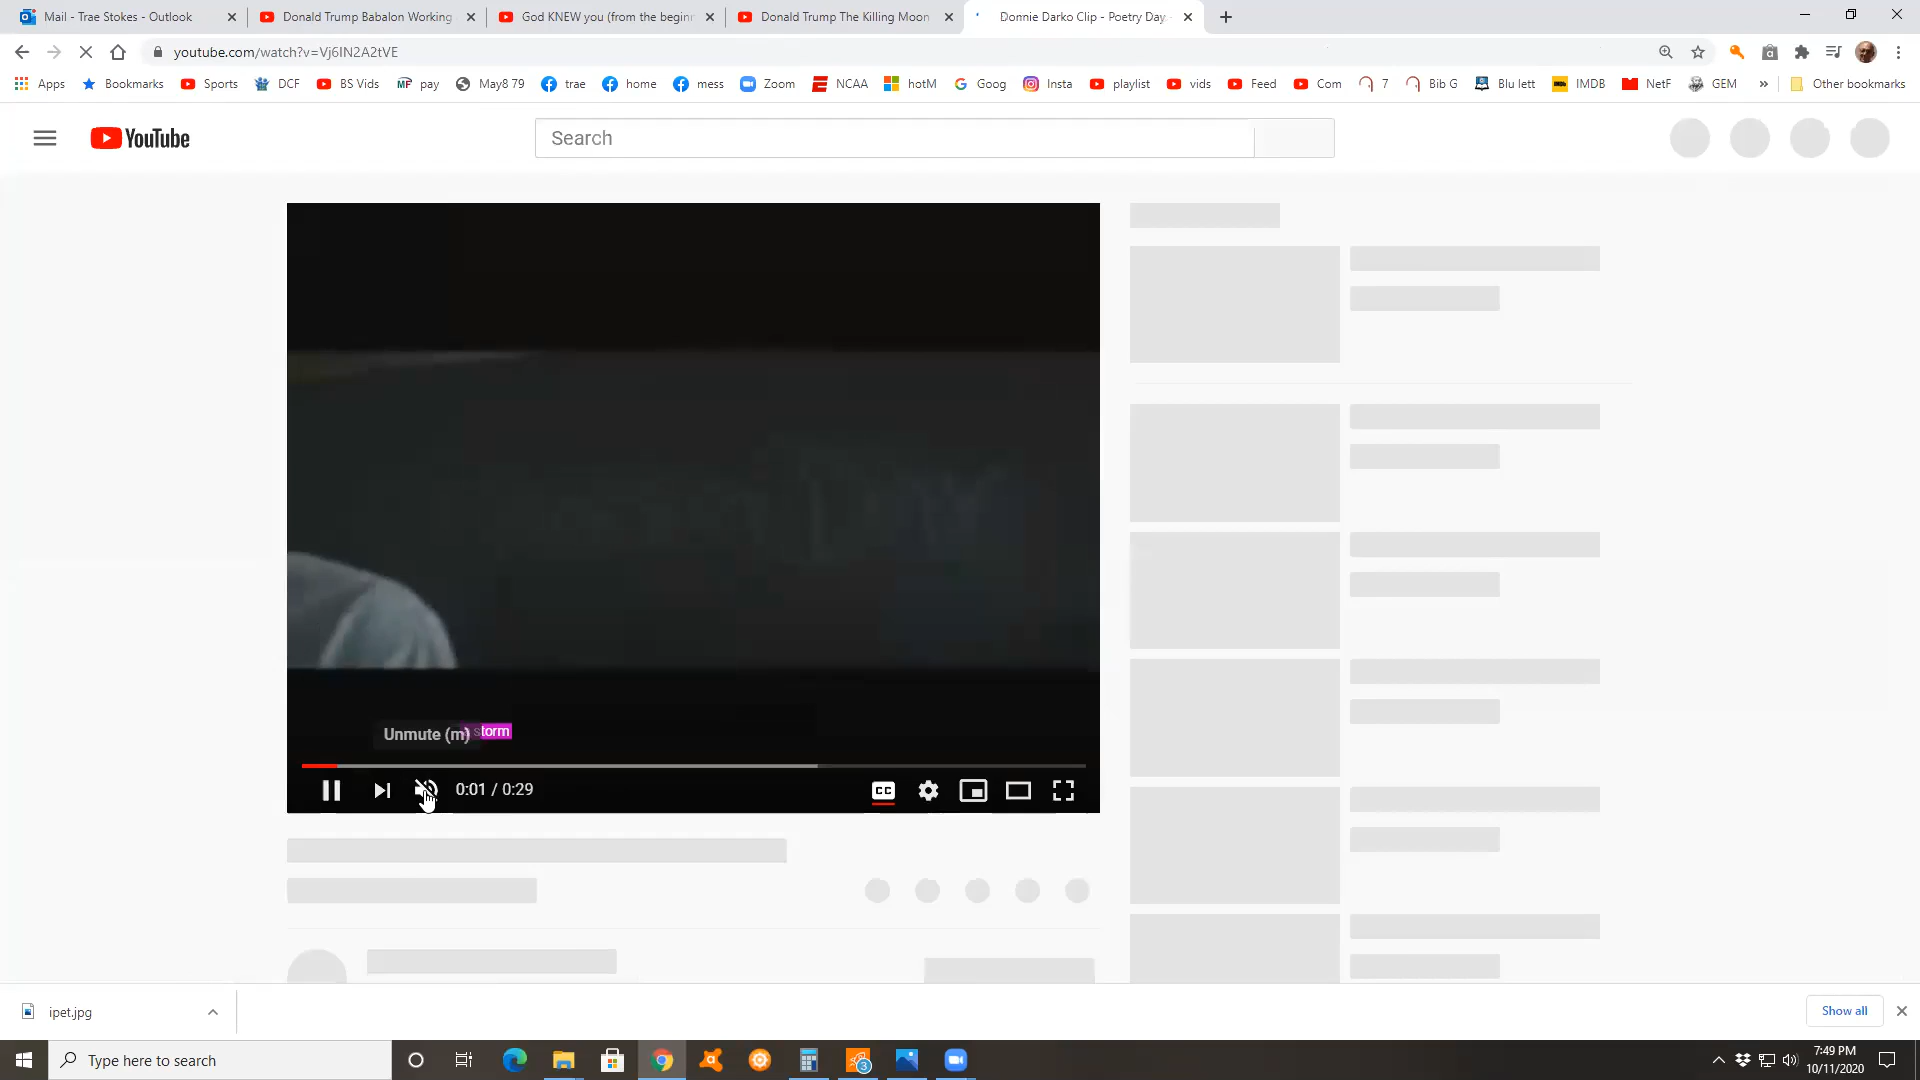 Mail - Trae Stokes - Outlook
Donald Trump Babalon Working
God KNEW you (from the beginn
Donald Trump The Killing Moon
Donnie Darko Clip - Poetry Day.
youtube.com/watch?v=Vj6IN2A2tVE
Apps
Bookmarks
Sports
DCF
BS Vids
MF pay
May8 79
trae
home
mess
Zoom
NCAA
hotM
Goog
Insta
playlist
vids
Feed
Com
7
Bib G
Blu lett
IMDB
NetF
GEM
»
Other bookmarks
YouTube
Search
Unmute (m)
storm
0:01 / 0:29
CC
ipet.jpg
Show all
Type here to search
3
7:49 PM
10/11/2020